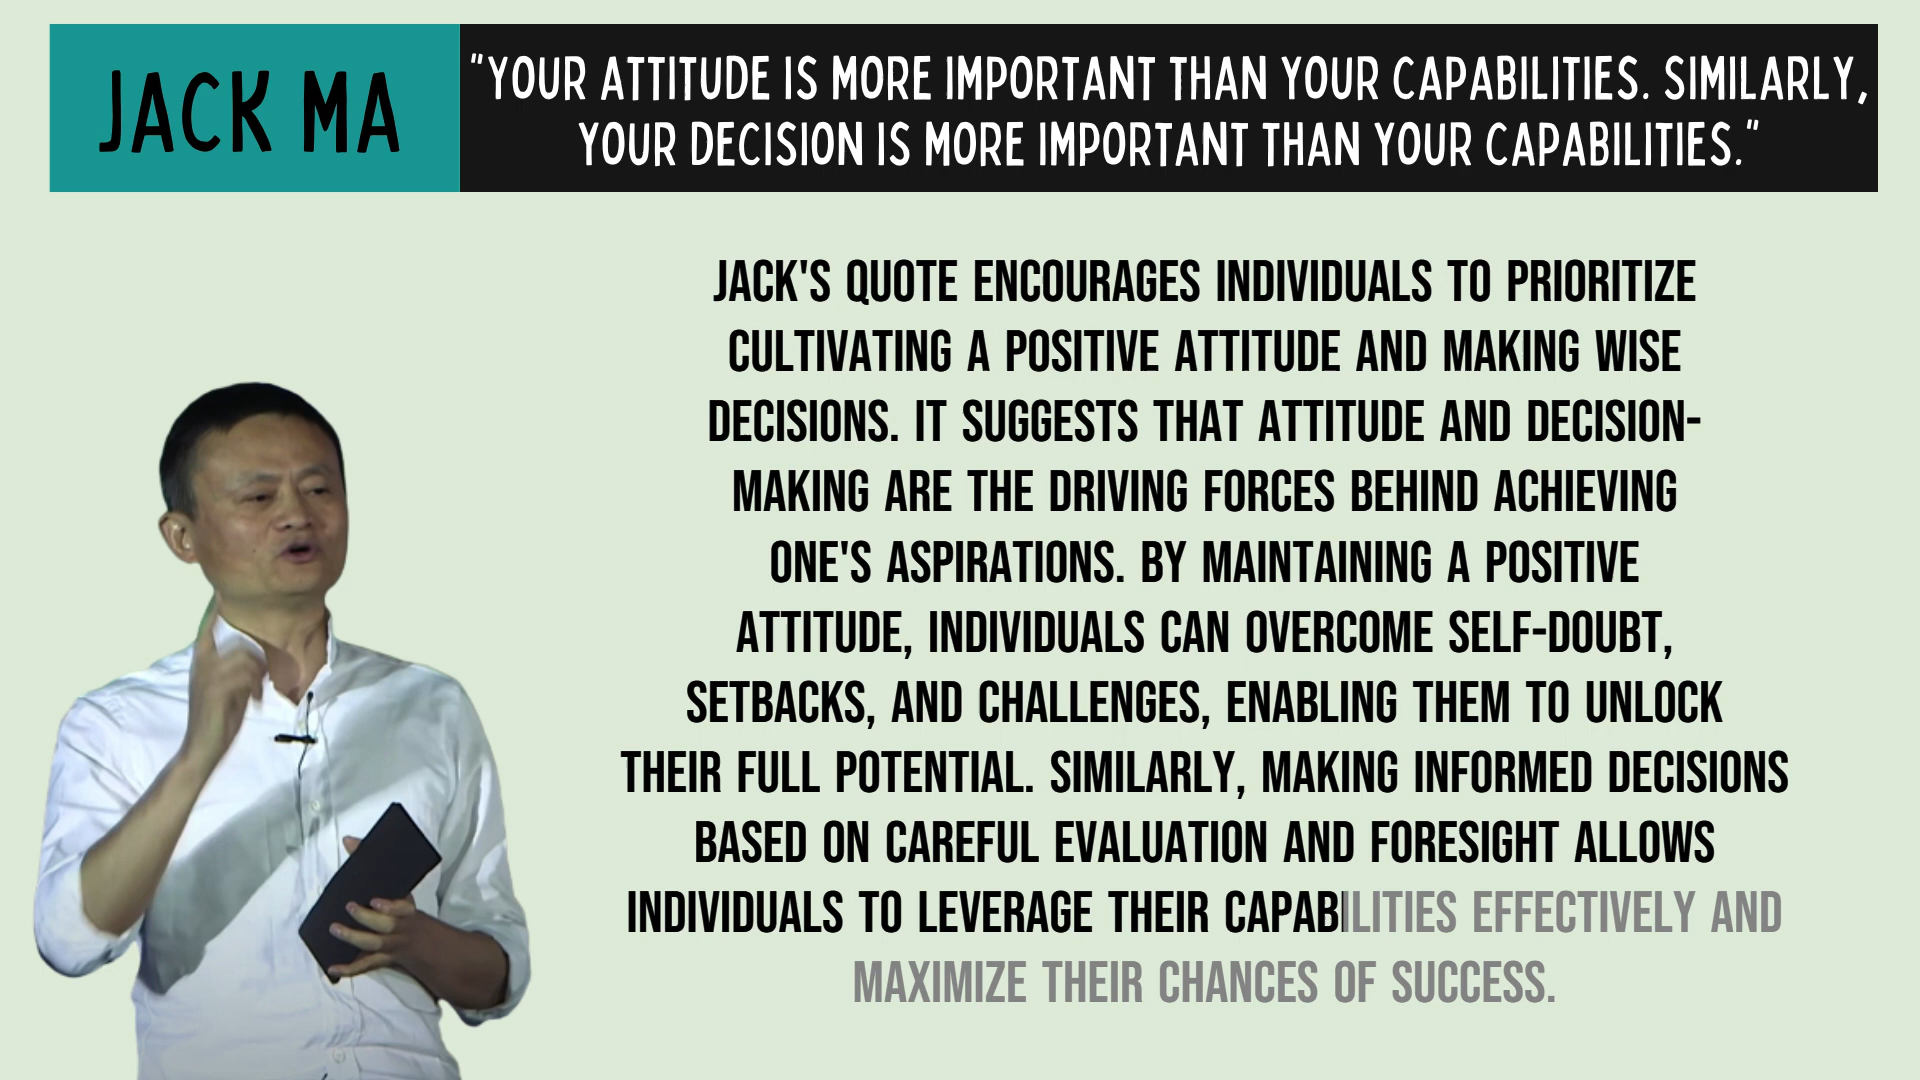 JACK MA
"YOUR ATTITUDE IS MORE IMPORTANT THAN YOUR CAPABILITIES. SIMILARLY,
YOUR DECISION IS MORE IMPORTANT THAN YOUR CAPABILITIES."
JACK'S QUOTE ENCOURAGES INDIVIDUALS TO PRIORITIZE
CULTIVATING A POSITIVE ATTITUDE AND MAKING WISE
DECISIONS. IT SUGGESTS THAT ATTITUDE AND DECISION-
MAKING ARE THE DRIVING FORCES BEHIND ACHIEVING
ONE'S ASPIRATIONS. BY MAINTAINING A POSITIVE
ATTITUDE, INDIVIDUALS CAN OVERCOME SELF-DOUBT,
SETBACKS, AND CHALLENGES, ENABLING THEM TO UNLOCK
THEIR FULL POTENTIAL. SIMILARLY, MAKING INFORMED DECISIONS
BASED ON CAREFUL EVALUATION AND FORESIGHT ALLOWS
INDIVIDUALS TO LEVERAGE THEIR CAPABILITIES EFFECTIVELY AND
MAXIMIZE THEIR CHANCES OF SUCCESS.